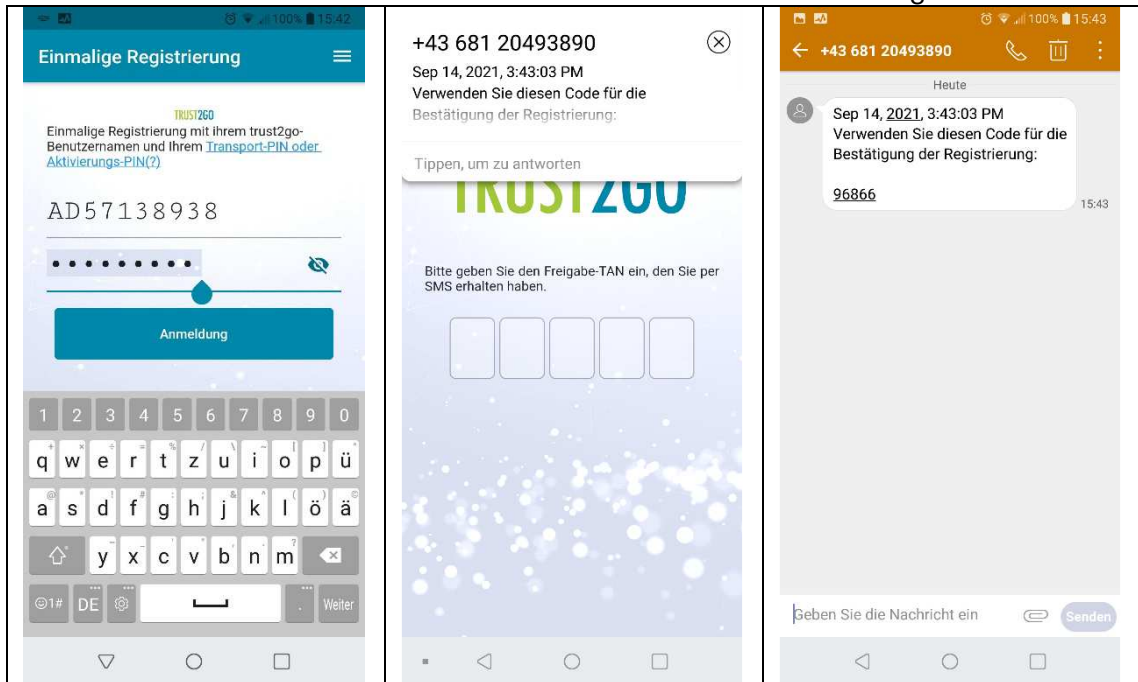 100% 15:42
Einmalige Registrierung
TRUST2GO
Einmalige Registrierung mit ihrem trust2go-
Benutzernamen und Ihrem Transport-PIN oder
Aktivierungs-PIN(?)
AD57138938
Anmeldung
1 2 3 4 5 6 7 8 9 0
q w e r t z u i o p ü
a s d f g h j k l ö ä
y x c v b n m
1# DE . Weiter
+43 681 20493890
Sep 14, 2021, 3:43:03 PM
Verwenden Sie diesen Code für die
Bestätigung der Registrierung:
Tippen, um zu antworten
TRUST2GO
Bitte geben Sie den Freigabe-TAN ein, den Sie per
SMS erhalten haben.
100% 15:43
+43 681 20493890
Heute
Sep 14, 2021, 3:43:03 PM
Verwenden Sie diesen Code für die
Bestätigung der Registrierung:
96866
15:43
Geben Sie die Nachricht ein
Senden